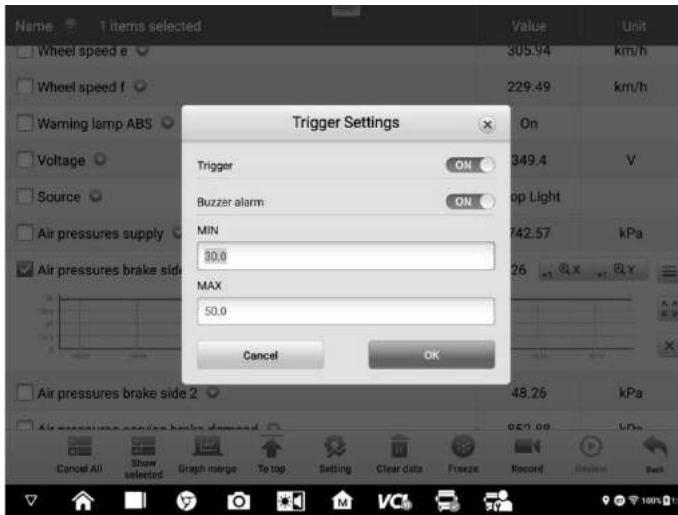 Name 1 items selected Value Unit
Wheel speed e 305.94 km/h
Wheel speed f 229.49 km/h
Warning lamp ABS On
Voltage 349.4 V
Source op Light
Air pressures supply 742.57 kPa
Air pressures brake side 26 X Y
Air pressures brake side 2 48.26 kPa
Trigger Settings
Trigger ON
Buzzer alarm ON
MIN
30.0
MAX
50.0
Cancel OK
Cancel All Show selected Graph merge To top Setting Clear data Freeze Record Review Back
VCI 100%